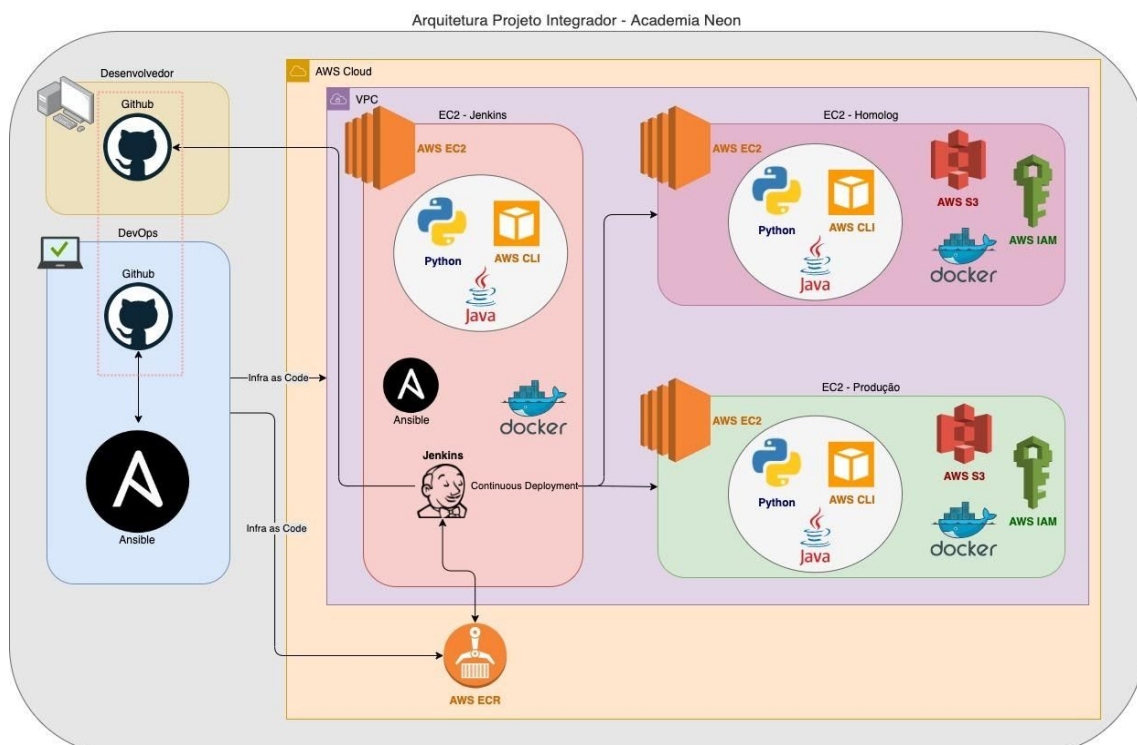 Arquitetura Projeto Integrador - Academia Neon
Desenvolvedor
Github
DevOps
Github
Ansible
Infra as Code
Infra as Code
AWS Cloud
VPC
EC2 - Jenkins
AWS EC2
Python
AWS CLI
Java
Ansible
docker
Jenkins
Continuous Deployment
AWS ECR
EC2 - Homolog
AWS EC2
Python
AWS CLI
Java
AWS S3
AWS IAM
docker
EC2 - Produção
AWS EC2
Python
AWS CLI
Java
AWS S3
AWS IAM
docker